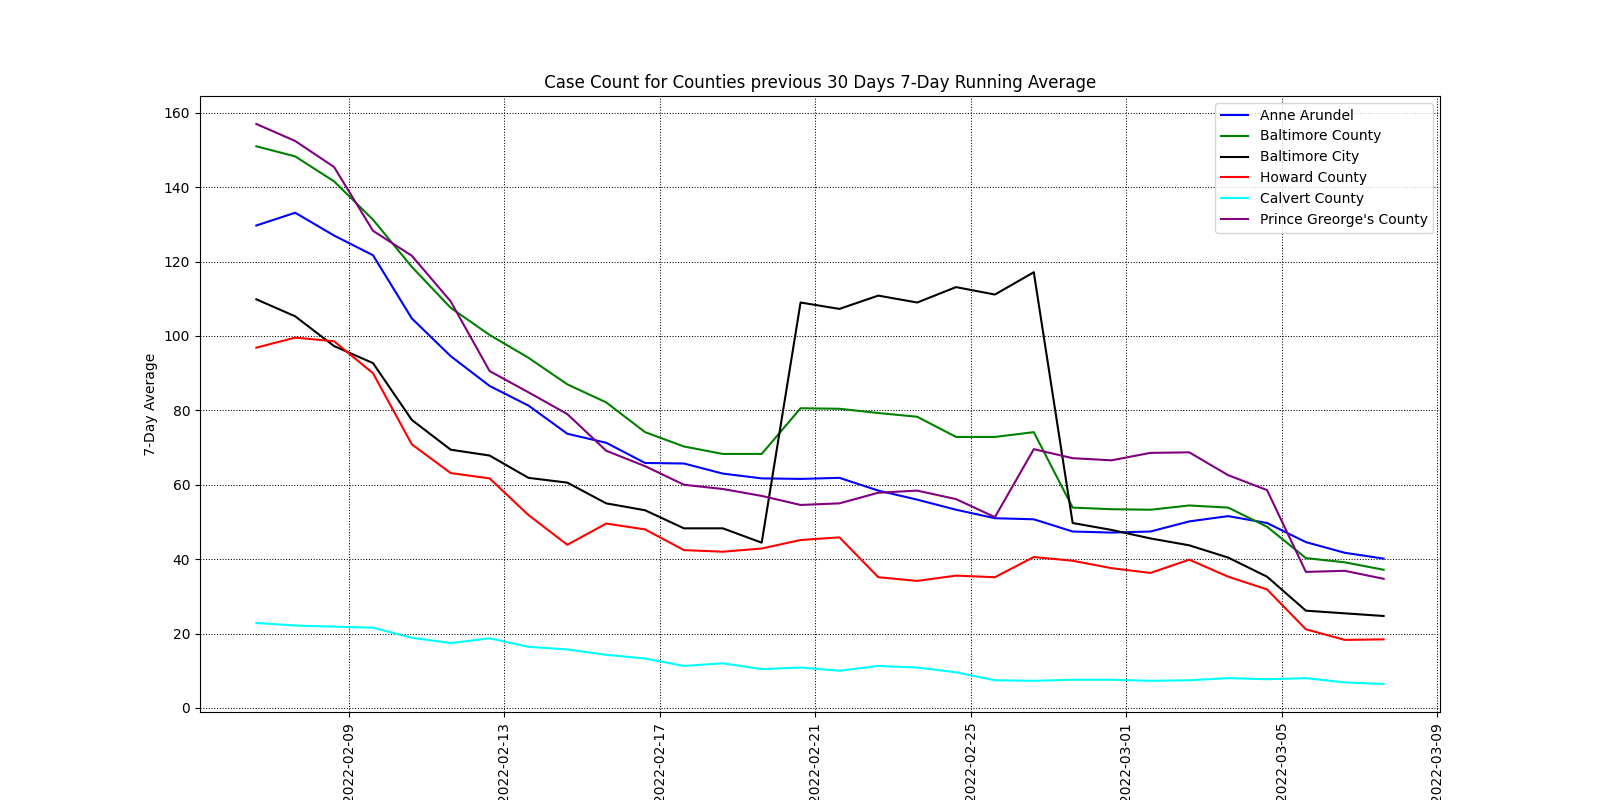 Case Count for Counties previous 30 Days 7-Day Running Average
160
140
120
100
80
60
40
20
0
7-Day Average
Anne Arundel
Baltimore County
Baltimore City
Howard County
Calvert County
Prince Greorge's County
2022-02-09
2022-02-13
2022-02-17
2022-02-21
2022-02-25
2022-03-01
2022-03-05
2022-03-09